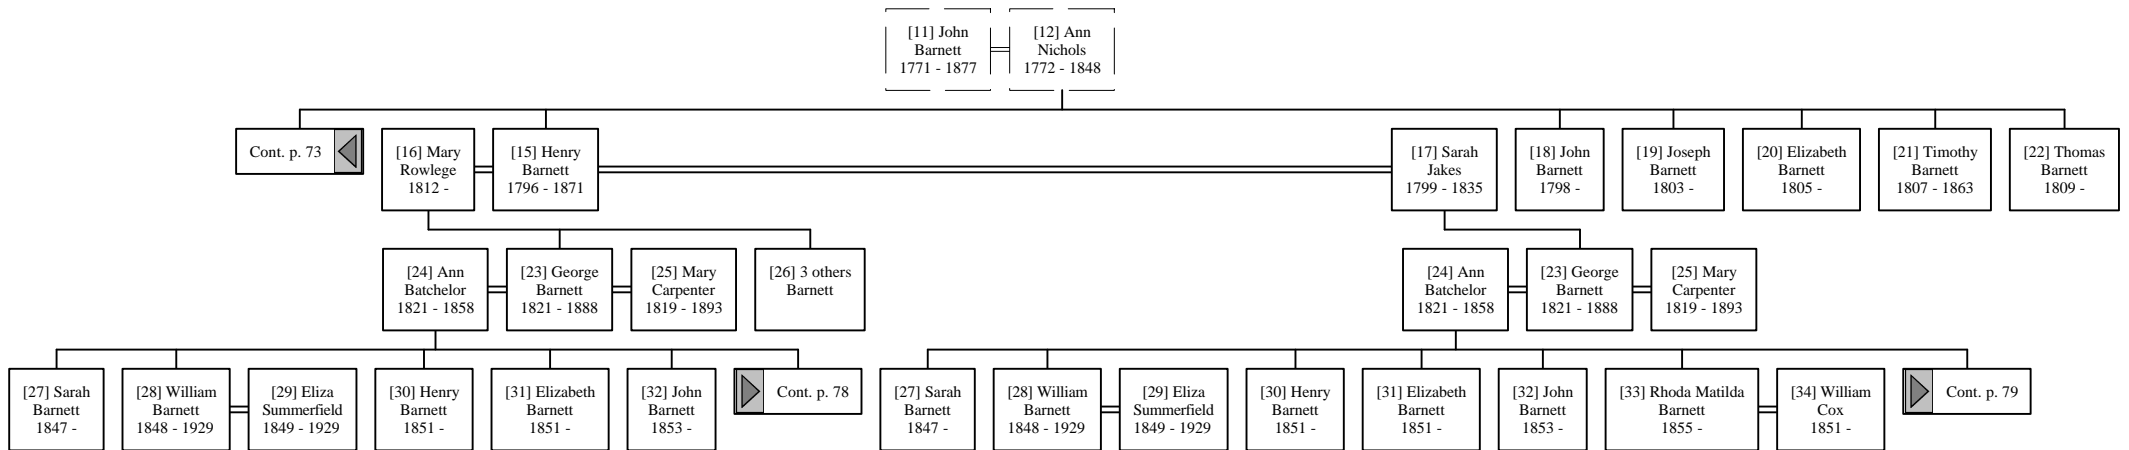 [11] John
Barnett
1771 - 1877
[12] Ann
Nichols
1772 - 1848
Cont. p. 73
[16] Mary
Rowlege
1812 -
[15] Henry
Barnett
1796 - 1871
[17] Sarah
Jakes
1799 - 1835
[18] John
Barnett
1798 -
[19] Joseph
Barnett
1803 -
[20] Elizabeth
Barnett
1805 -
[21] Timothy
Barnett
1807 - 1863
[22] Thomas
Barnett
1809 -
[24] Ann
Batchelor
1821 - 1858
[23] George
Barnett
1821 - 1888
[25] Mary
Carpenter
1819 - 1893
[26] 3 others
Barnett
[24] Ann
Batchelor
1821 - 1858
[23] George
Barnett
1821 - 1888
[25] Mary
Carpenter
1819 - 1893
[27] Sarah
Barnett
1847 -
[28] William
Barnett
1848 - 1929
[29] Eliza
Summerfield
1849 - 1929
[30] Henry
Barnett
1851 -
[31] Elizabeth
Barnett
1851 -
[32] John
Barnett
1853 -
Cont. p. 78
[27] Sarah
Barnett
1847 -
[28] William
Barnett
1848 - 1929
[29] Eliza
Summerfield
1849 - 1929
[30] Henry
Barnett
1851 -
[31] Elizabeth
Barnett
1851 -
[32] John
Barnett
1853 -
[33] Rhoda Matilda
Barnett
1855 -
[34] William
Cox
1851 -
Cont. p. 79